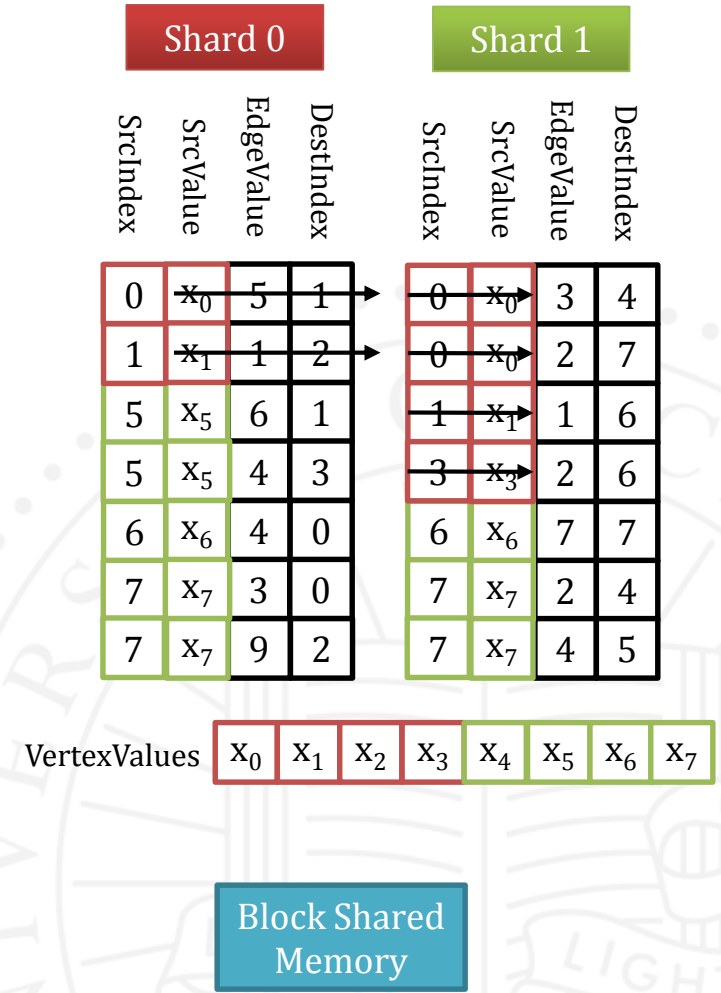 Shard 0 Shard 1
SrcIndex SrcValue EdgeValue DestIndex SrcIndex SrcValue EdgeValue DestIndex
0 x₀ 5 1 0 x₀ 3 4
1 x₁ 1 2 0 x₀ 2 7
5 x₅ 6 1 1 x₁ 1 6
5 x₅ 4 3 3 x₃ 2 6
6 x₆ 4 0 6 x₆ 7 7
7 x₇ 3 0 7 x₇ 2 4
7 x₇ 9 2 7 x₇ 4 5
VertexValues x₀ x₁ x₂ x₃ x₄ x₅ x₆ x₇
Block Shared
Memory